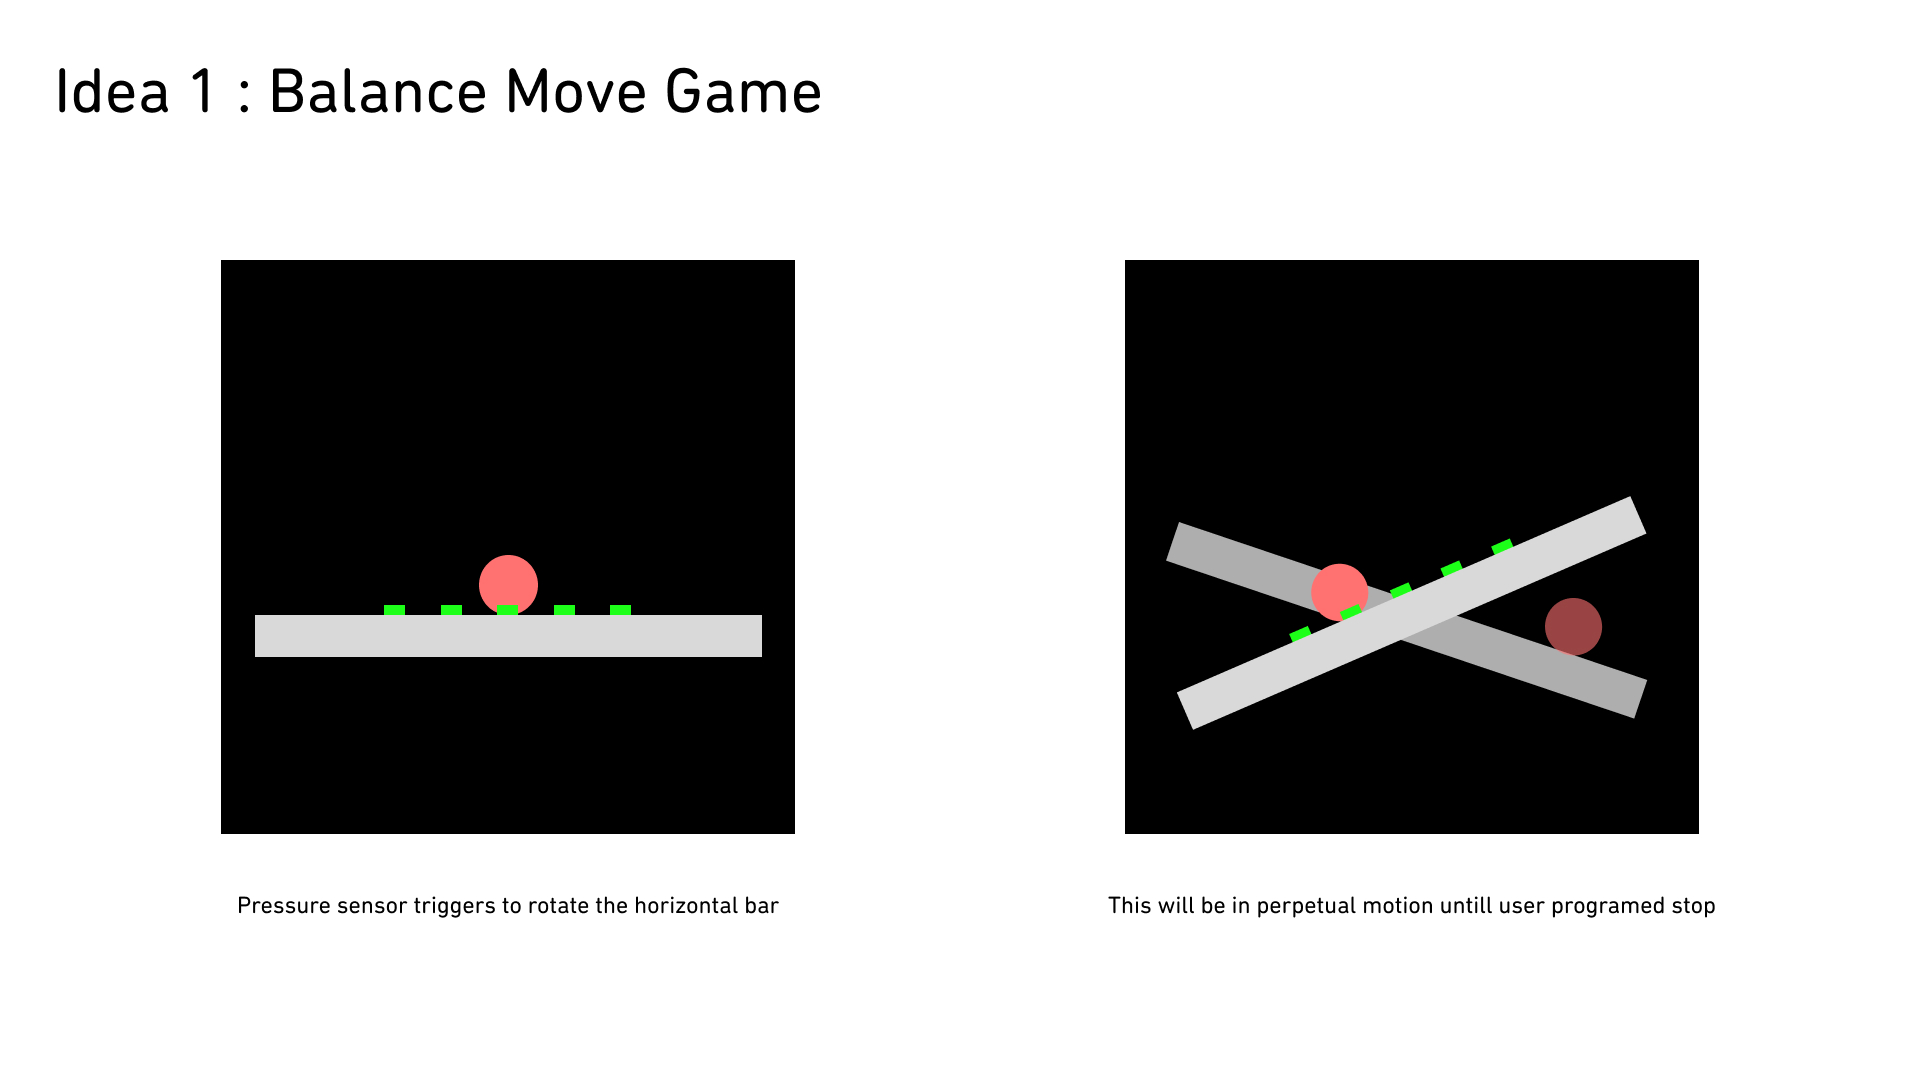 Idea 1 : Balance Move Game
Pressure sensor triggers to rotate the horizontal bar
This will be in perpetual motion untill user programed stop